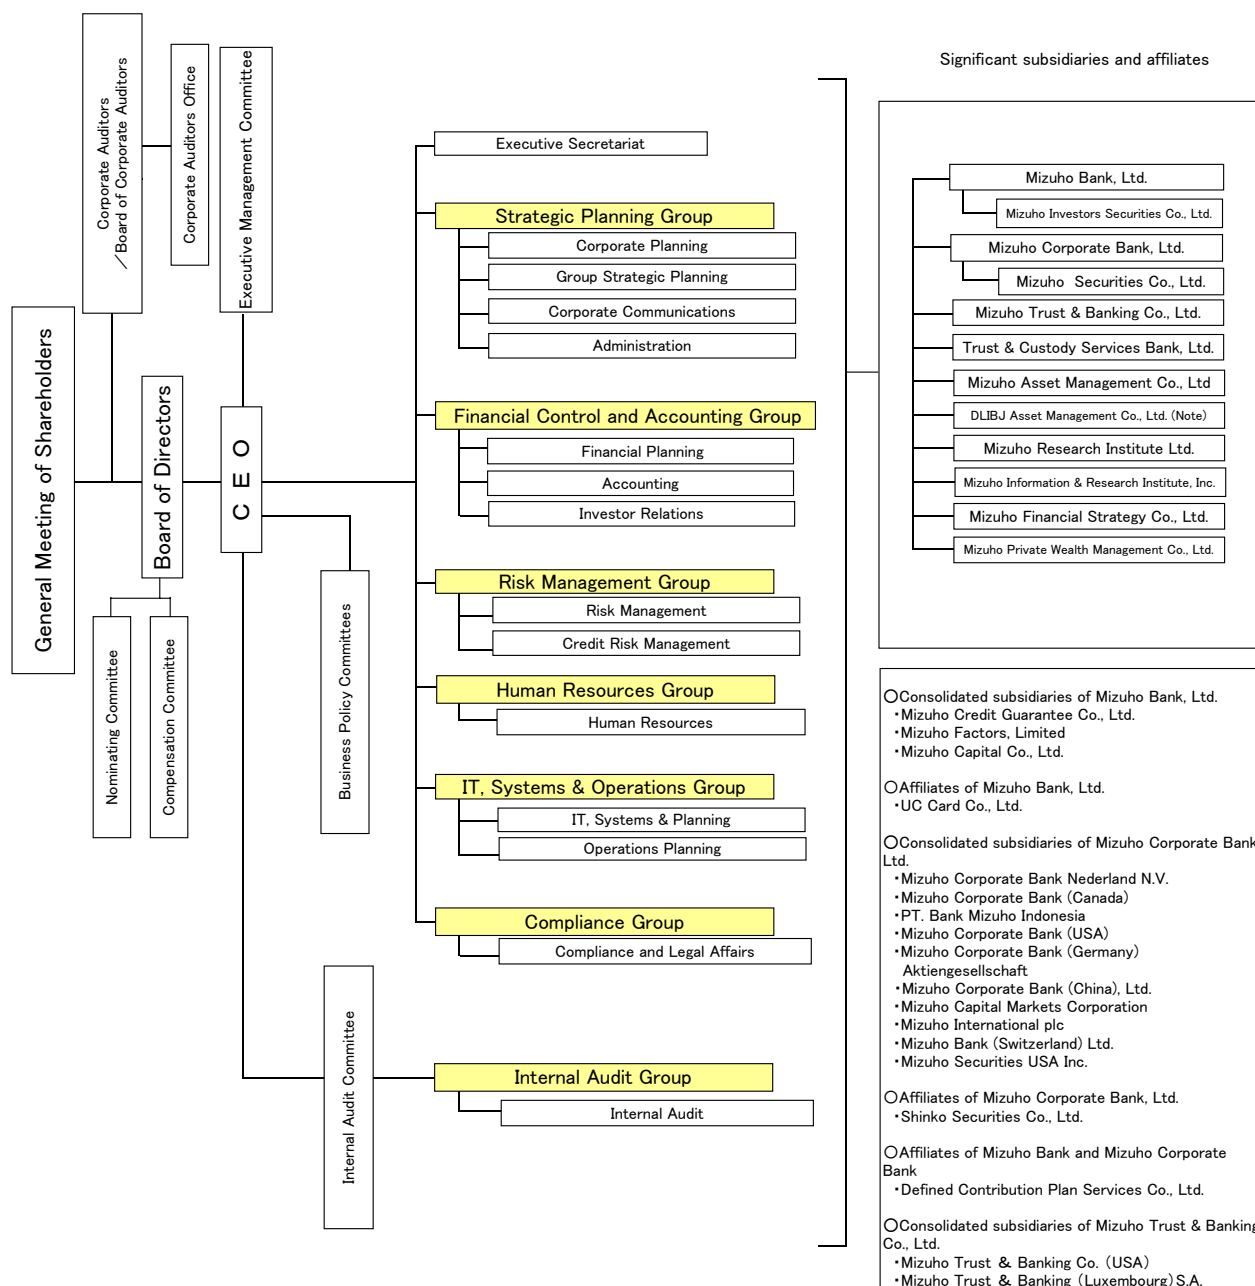 Corporate Auditors
／Board of Corporate Auditors
Corporate Auditors Office
Executive Management Committee
General Meeting of Shareholders
Board of Directors
CEO
Nominating Committee
Compensation Committee
Business Policy Committees
Internal Audit Committee
Executive Secretariat
Strategic Planning Group
Corporate Planning
Group Strategic Planning
Corporate Communications
Administration
Financial Control and Accounting Group
Financial Planning
Accounting
Investor Relations
Risk Management Group
Risk Management
Credit Risk Management
Human Resources Group
Human Resources
IT, Systems & Operations Group
IT, Systems & Planning
Operations Planning
Compliance Group
Compliance and Legal Affairs
Internal Audit Group
Internal Audit
Significant subsidiaries and affiliates
Mizuho Bank, Ltd.
Mizuho Investors Securities Co., Ltd.
Mizuho Corporate Bank, Ltd.
Mizuho Securities Co., Ltd.
Mizuho Trust & Banking Co., Ltd.
Trust & Custody Services Bank, Ltd.
Mizuho Asset Management Co., Ltd
DLIBJ Asset Management Co., Ltd. (Note)
Mizuho Research Institute Ltd.
Mizuho Information & Research Institute, Inc.
Mizuho Financial Strategy Co., Ltd.
Mizuho Private Wealth Management Co., Ltd.
○Consolidated subsidiaries of Mizuho Bank, Ltd.
・Mizuho Credit Guarantee Co., Ltd.
・Mizuho Factors, Limited
・Mizuho Capital Co., Ltd.
○Affiliates of Mizuho Bank, Ltd.
・UC Card Co., Ltd.
○Consolidated subsidiaries of Mizuho Corporate Bank
Ltd.
・Mizuho Corporate Bank Nederland N.V.
・Mizuho Corporate Bank (Canada)
・PT. Bank Mizuho Indonesia
・Mizuho Corporate Bank (USA)
・Mizuho Corporate Bank (Germany)
Aktiengesellschaft
・Mizuho Corporate Bank (China), Ltd.
・Mizuho Capital Markets Corporation
・Mizuho International plc
・Mizuho Bank (Switzerland) Ltd.
・Mizuho Securities USA Inc.
○Affiliates of Mizuho Corporate Bank, Ltd.
・Shinko Securities Co., Ltd.
○Affiliates of Mizuho Bank and Mizuho Corporate
Bank
・Defined Contribution Plan Services Co., Ltd.
○Consolidated subsidiaries of Mizuho Trust & Banking
Co., Ltd.
・Mizuho Trust & Banking Co. (USA)
・Mizuho Trust & Banking (Luxembourg)S.A.